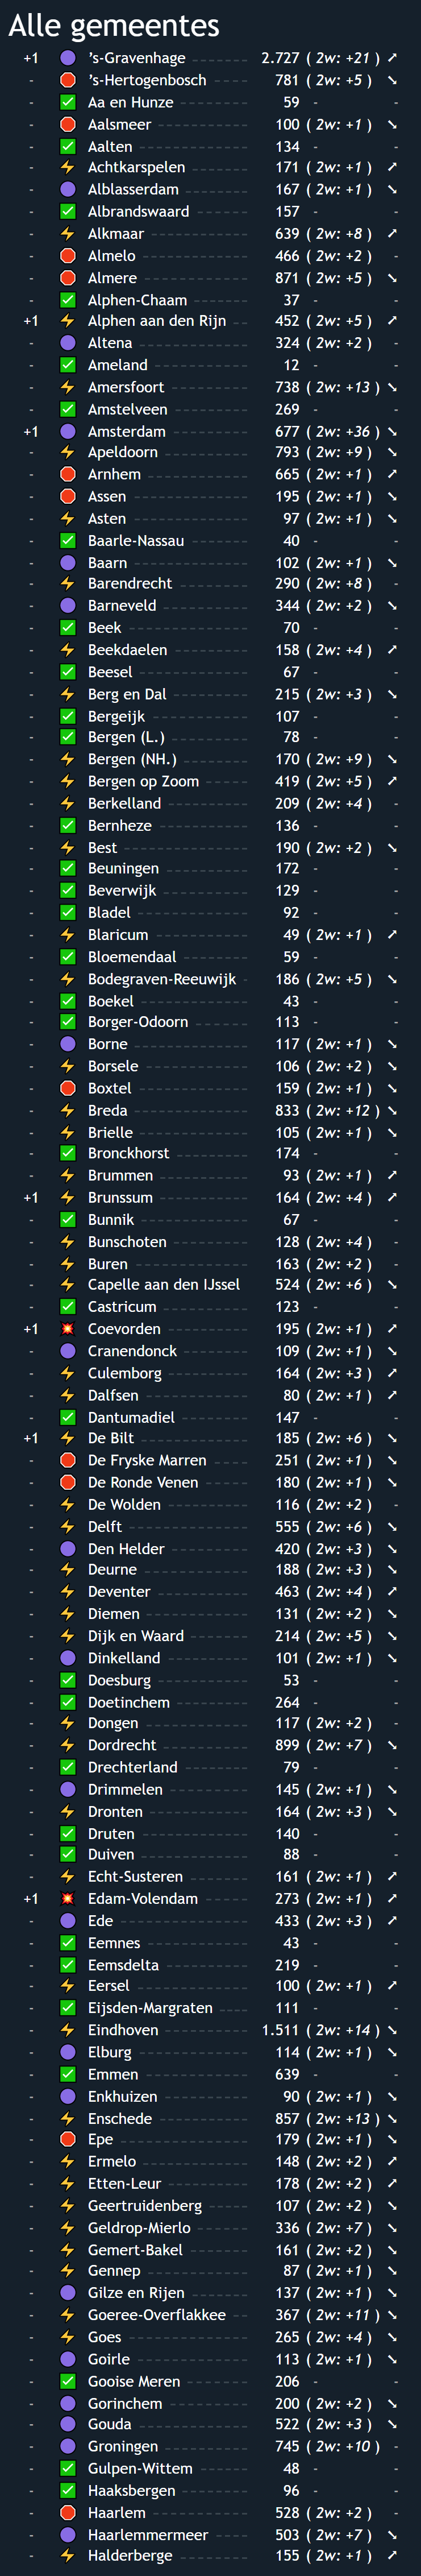 Alle gemeentes
+1 's-Gravenhage 2.727 ( 2w: +21 ) ➚
- 's-Hertogenbosch 781 ( 2w: +5 ) ➘
- ✅ Aa en Hunze 59 - -
- Aalsmeer 100 ( 2w: +1 ) ➘
- ✅ Aalten 134 - -
- ⚡ Achtkarspelen 171 ( 2w: +1 ) ➚
- Alblasserdam 167 ( 2w: +1 ) ➘
- ✅ Albrandswaard 157 - -
- ⚡ Alkmaar 639 ( 2w: +8 ) ➚
- Almelo 466 ( 2w: +2 ) -
- Almere 871 ( 2w: +5 ) ➘
- ✅ Alphen-Chaam 37 - -
+1 ⚡ Alphen aan den Rijn 452 ( 2w: +5 ) ➚
- Altena 324 ( 2w: +2 ) -
- ✅ Ameland 12 - -
- ⚡ Amersfoort 738 ( 2w: +13 ) ➘
- ✅ Amstelveen 269 - -
+1 Amsterdam 677 ( 2w: +36 ) ➘
- ⚡ Apeldoorn 793 ( 2w: +9 ) ➘
- Arnhem 665 ( 2w: +1 ) ➚
- Assen 195 ( 2w: +1 ) ➘
- ⚡ Asten 97 ( 2w: +1 ) ➘
- ✅ Baarle-Nassau 40 - -
- Baarn 102 ( 2w: +1 ) ➘
- ⚡ Barendrecht 290 ( 2w: +8 ) -
- Barneveld 344 ( 2w: +2 ) ➘
- ✅ Beek 70 - -
- ⚡ Beekdaelen 158 ( 2w: +4 ) ➚
- ✅ Beesel 67 - -
- ⚡ Berg en Dal 215 ( 2w: +3 ) ➘
- ✅ Bergeijk 107 - -
- ✅ Bergen (L.) 78 - -
- ⚡ Bergen (NH.) 170 ( 2w: +9 ) ➘
- ⚡ Bergen op Zoom 419 ( 2w: +5 ) ➚
- ⚡ Berkelland 209 ( 2w: +4 ) -
- ✅ Bernheze 136 - -
- ⚡ Best 190 ( 2w: +2 ) ➘
- ✅ Beuningen 172 - -
- ✅ Beverwijk 129 - -
- ✅ Bladel 92 - -
- ⚡ Blaricum 49 ( 2w: +1 ) ➚
- ✅ Bloemendaal 59 - -
- ⚡ Bodegraven-Reeuwijk 186 ( 2w: +5 ) ➘
- ✅ Boekel 43 - -
- ✅ Borger-Odoorn 113 - -
- Borne 117 ( 2w: +1 ) ➘
- ⚡ Borsele 106 ( 2w: +2 ) ➘
- Boxtel 159 ( 2w: +1 ) ➘
- ⚡ Breda 833 ( 2w: +12 ) ➘
- ⚡ Brielle 105 ( 2w: +1 ) ➘
- ✅ Bronckhorst 174 - -
- ⚡ Brummen 93 ( 2w: +1 ) ➚
+1 ⚡ Brunssum 164 ( 2w: +4 ) ➚
- ✅ Bunnik 67 - -
- ⚡ Bunschoten 128 ( 2w: +4 ) -
- ⚡ Buren 163 ( 2w: +2 ) -
- ⚡ Capelle aan den IJssel 524 ( 2w: +6 ) ➘
- ✅ Castricum 123 - -
+1 Coevorden 195 ( 2w: +1 ) ➚
- Cranendonck 109 ( 2w: +1 ) ➘
- ⚡ Culemborg 164 ( 2w: +3 ) ➚
- ⚡ Dalfsen 80 ( 2w: +1 ) ➚
- ✅ Dantumadiel 147 - -
+1 ⚡ De Bilt 185 ( 2w: +6 ) ➘
- De Fryske Marren 251 ( 2w: +1 ) ➘
- De Ronde Venen 180 ( 2w: +1 ) ➘
- ⚡ De Wolden 116 ( 2w: +2 ) -
- ⚡ Delft 555 ( 2w: +6 ) ➘
- Den Helder 420 ( 2w: +3 ) ➘
- ⚡ Deurne 188 ( 2w: +3 ) ➘
- ⚡ Deventer 463 ( 2w: +4 ) ➚
- ⚡ Diemen 131 ( 2w: +2 ) ➘
- ⚡ Dijk en Waard 214 ( 2w: +5 ) ➘
- Dinkelland 101 ( 2w: +1 ) ➘
- ✅ Doesburg 53 - -
- ✅ Doetinchem 264 - -
- ⚡ Dongen 117 ( 2w: +2 ) -
- ⚡ Dordrecht 899 ( 2w: +7 ) ➘
- ✅ Drechterland 79 - -
- Drimmelen 145 ( 2w: +1 ) ➘
- ⚡ Dronten 164 ( 2w: +3 ) ➘
- ✅ Druten 140 - -
- ✅ Duiven 88 - -
- ⚡ Echt-Susteren 161 ( 2w: +1 ) ➚
+1 Edam-Volendam 273 ( 2w: +1 ) ➚
- Ede 433 ( 2w: +3 ) ➚
- ✅ Eemnes 43 - -
- ✅ Eemsdelta 219 - -
- ⚡ Eersel 100 ( 2w: +1 ) ➚
- ✅ Eijsden-Margraten 111 - -
- ⚡ Eindhoven 1.511 ( 2w: +14 ) ➘
- Elburg 114 ( 2w: +1 ) ➘
- ✅ Emmen 639 - -
- Enkhuizen 90 ( 2w: +1 ) ➘
- ⚡ Enschede 857 ( 2w: +13 ) ➘
- Epe 179 ( 2w: +1 ) ➘
- ⚡ Ermelo 148 ( 2w: +2 ) ➚
- ⚡ Etten-Leur 178 ( 2w: +2 ) ➚
- ⚡ Geertruidenberg 107 ( 2w: +2 ) ➘
- ⚡ Geldrop-Mierlo 336 ( 2w: +7 ) ➘
- ⚡ Gemert-Bakel 161 ( 2w: +2 ) ➘
- ⚡ Gennep 87 ( 2w: +1 ) ➘
- Gilze en Rijen 137 ( 2w: +1 ) ➘
- ⚡ Goeree-Overflakkee 367 ( 2w: +11 ) ➘
- ⚡ Goes 265 ( 2w: +4 ) ➘
- Goirle 113 ( 2w: +1 ) ➘
- ✅ Gooise Meren 206 - -
- Gorinchem 200 ( 2w: +2 ) ➘
- Gouda 522 ( 2w: +3 ) ➘
- Groningen 745 ( 2w: +10 ) -
- ✅ Gulpen-Wittem 48 - -
- ✅ Haaksbergen 96 - -
- Haarlem 528 ( 2w: +2 ) -
- Haarlemmermeer 503 ( 2w: +7 ) ➘
- ⚡ Halderberge 155 ( 2w: +1 ) ➚